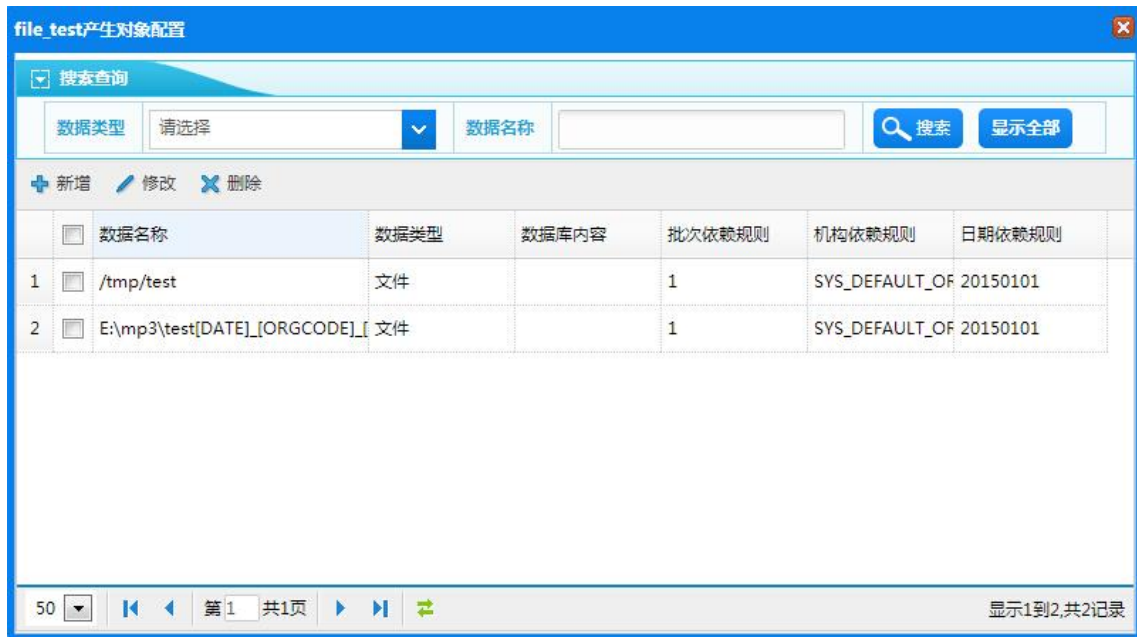 file_test产生对象配置
搜索查询
数据类型 请选择 数据名称 搜索 显示全部
新增 修改 删除
数据名称 数据类型 数据库内容 批次依赖规则 机构依赖规则 日期依赖规则
1 /tmp/test 文件 1 SYS_DEFAULT_OR 20150101
2 E:\mp3\test[DATE]_[ORGCODE]_[ 文件 1 SYS_DEFAULT_OR 20150101
50 第1 共1页 显示1到2,共2记录